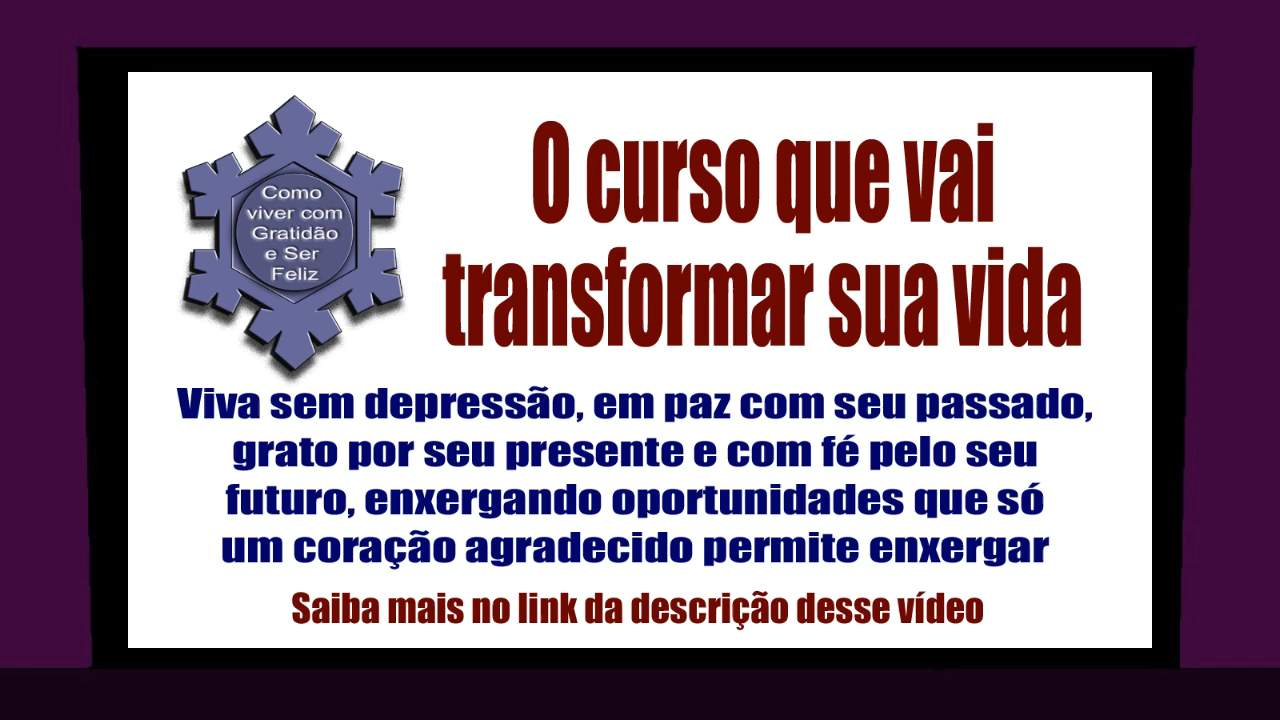 Como
viver com
Gratidão
e Ser
Feliz
O curso que vai
transformar sua vida
Viva sem depressão, em paz com seu passado,
grato por seu presente e com fé pelo seu
futuro, enxergando oportunidades que só
um coração agradecido permite enxergar
Saiba mais no link da descrição desse vídeo